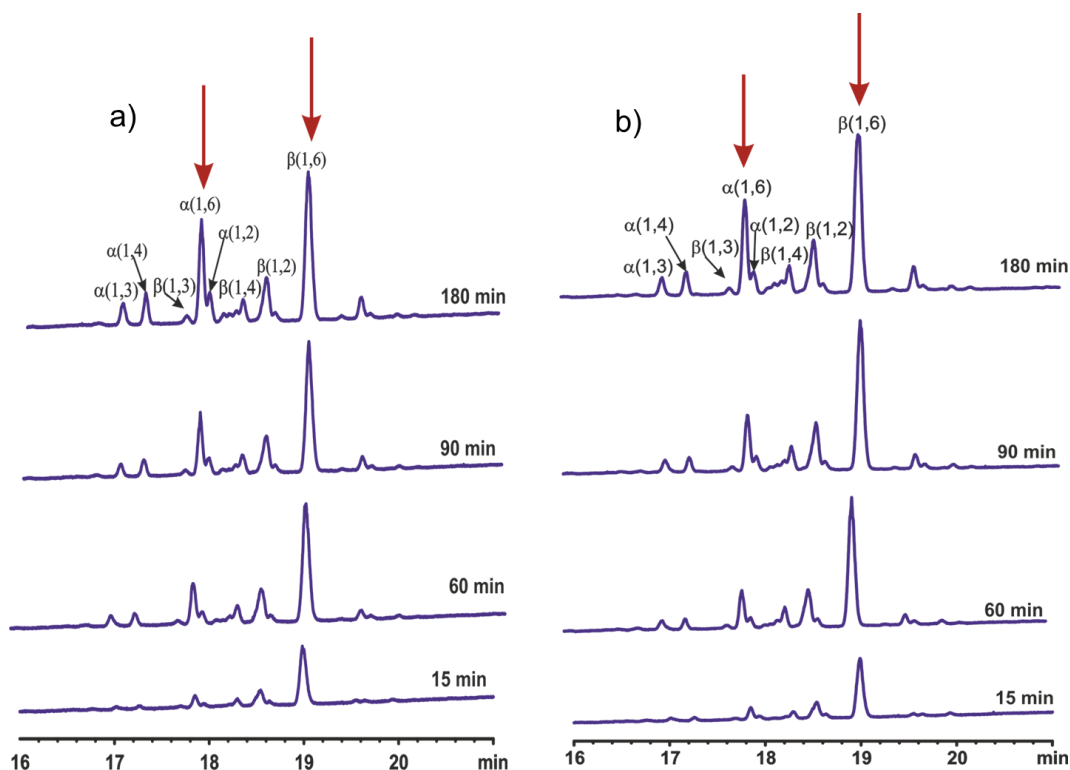 a)
β(1,6)
α(1,6)
α(1,2)
α(1,4)
β(1,3)
α(1,3)
β(1,4)
β(1,2)
180 min
90 min
60 min
15 min
16 17 18 19 20 min
b)
β(1,6)
α(1,6)
α(1,4)
β(1,3)
α(1,2)
β(1,2)
α(1,3)
β(1,4)
180 min
90 min
60 min
15 min
16 17 18 19 20 min